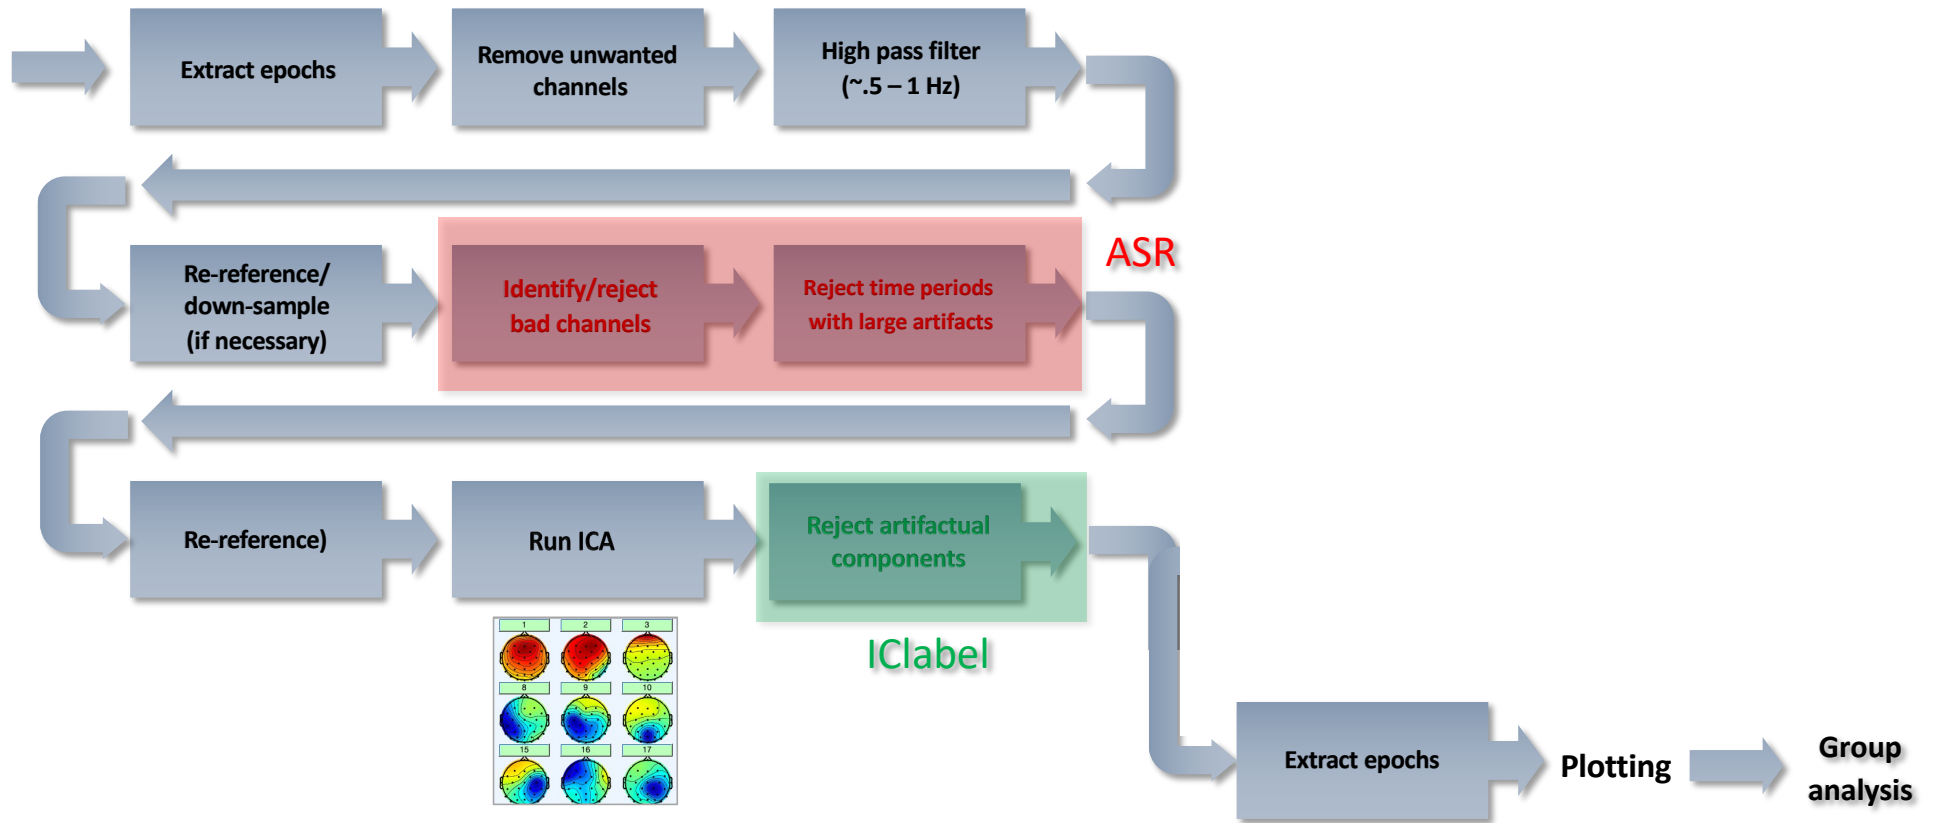 Extract epochs
Remove unwanted
channels
High pass filter
(~.5 – 1 Hz)
ASR
Re-reference/
down-sample
(if necessary)
Identify/reject
bad channels
Reject time periods
with large artifacts
Re-reference)
Run ICA
Reject artifactual
components
IClabel
1 2 3
8 9 10
15 16 17
Extract epochs
Plotting
Group
analysis